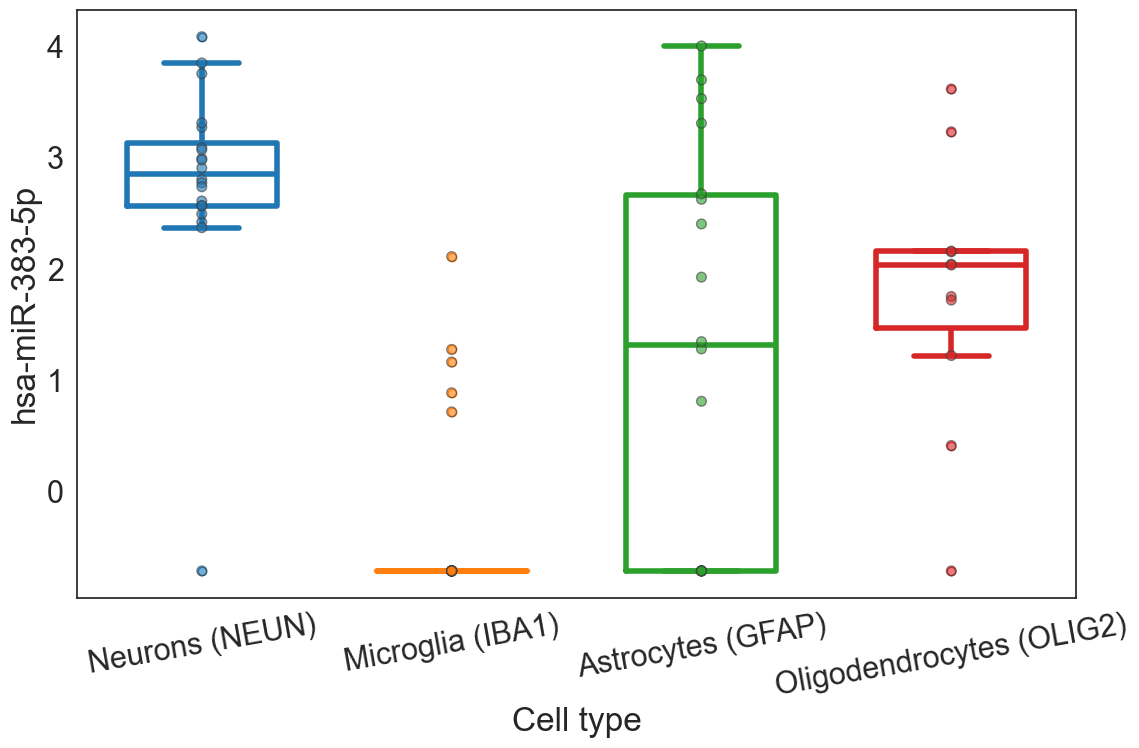 4
3
2
1
0
hsa-miR-383-5p
Neurons (NEUN)
Microglia (IBA1)
Astrocytes (GFAP)
Oligodendrocytes (OLIG2)
Cell type